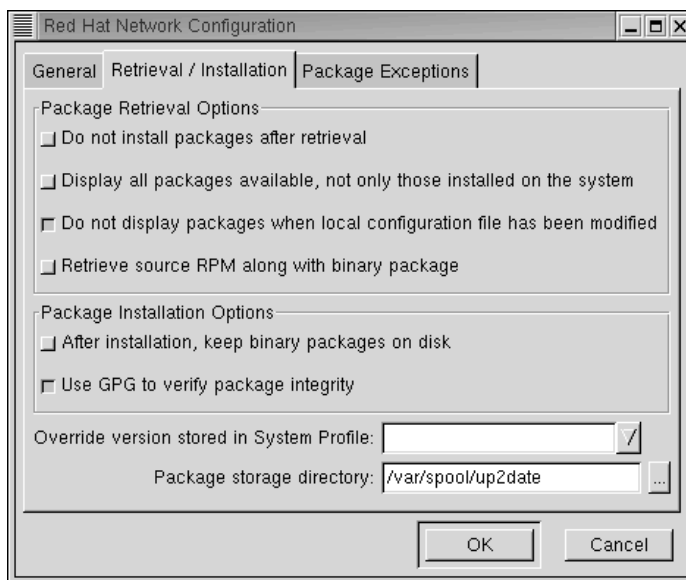 Red Hat Network Configuration
General Retrieval / Installation Package Exceptions
Package Retrieval Options
Do not install packages after retrieval
Display all packages available, not only those installed on the system
Do not display packages when local configuration file has been modified
Retrieve source RPM along with binary package
Package Installation Options
After installation, keep binary packages on disk
Use GPG to verify package integrity
Override version stored in System Profile:
Package storage directory: /var/spool/up2date ...
OK Cancel